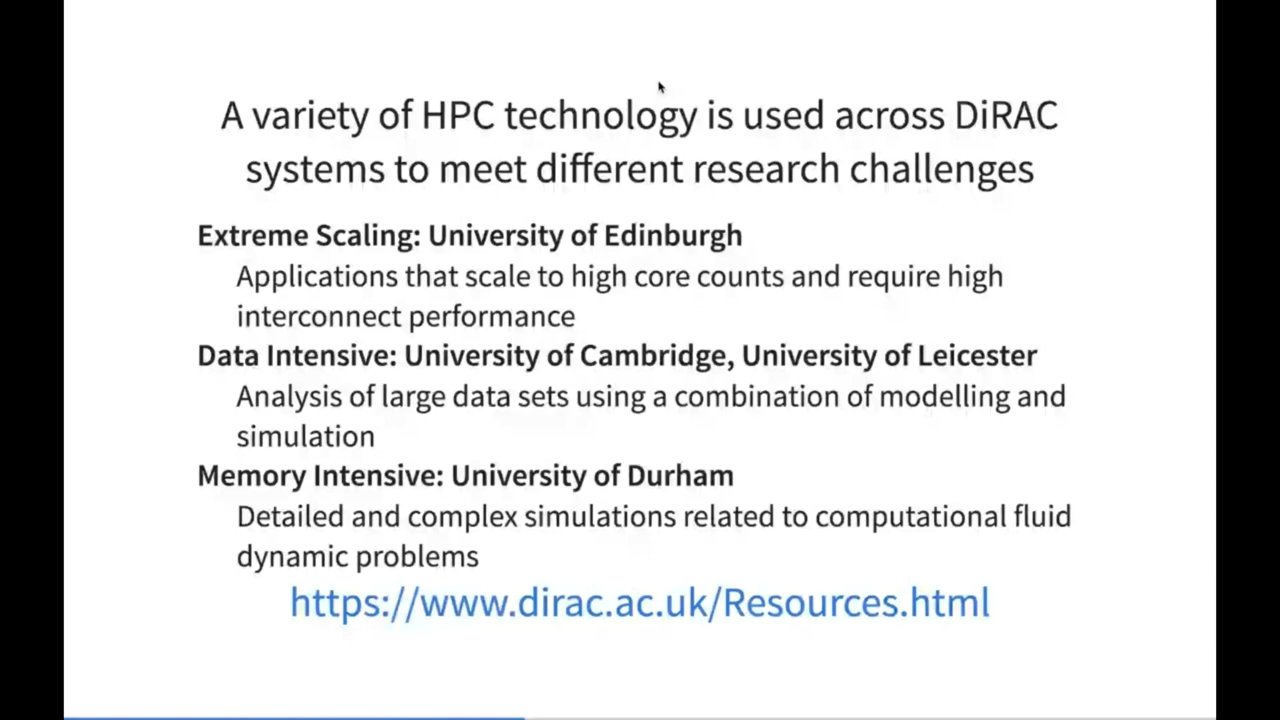 A variety of HPC technology is used across DiRAC
systems to meet different research challenges
Extreme Scaling: University of Edinburgh
Applications that scale to high core counts and require high
interconnect performance
Data Intensive: University of Cambridge, University of Leicester
Analysis of large data sets using a combination of modelling and
simulation
Memory Intensive: University of Durham
Detailed and complex simulations related to computational fluid
dynamic problems
https://www.dirac.ac.uk/Resources.html